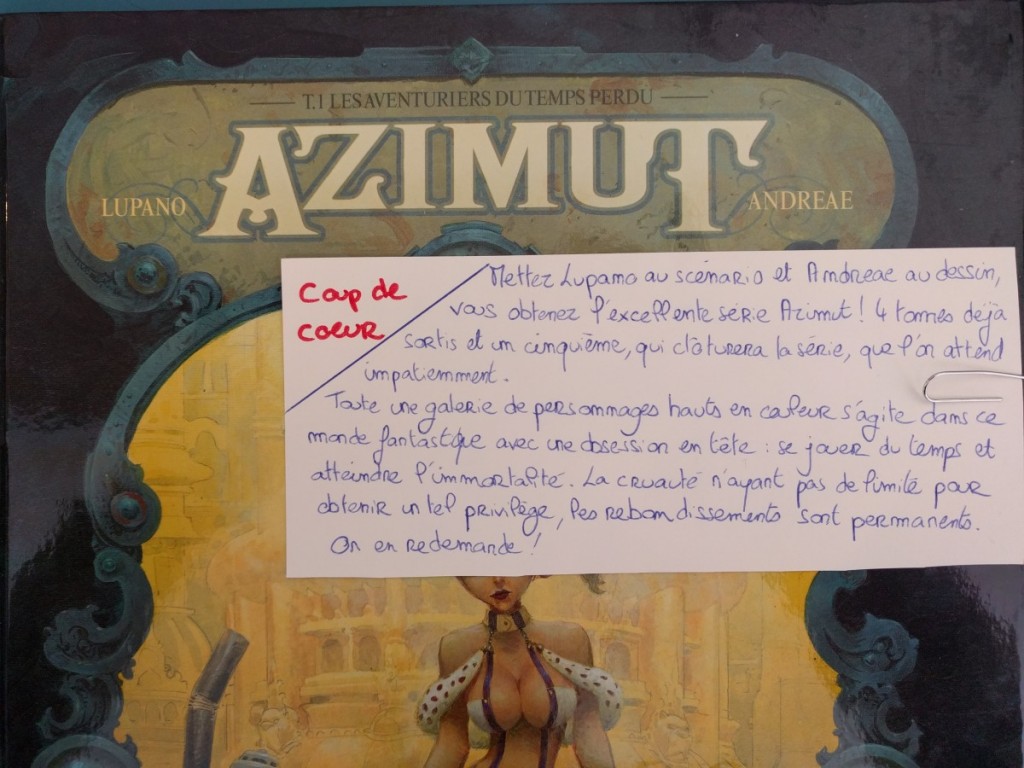 T.1 LES AVENTURIERS DU TEMPS PERDU
AZIMUT
LUPANO
ANDREAE
Coup de
coeur
Mettez Lupano au scénario et Andreae au dessin,
vous obtenez l'excellente série Azimut ! 4 tomes déjà
sortis et un cinquième, qui clôturera la série, que l'on attend
impatiemment.
Toute une galerie de personnages hauts en couleur s'agite dans ce
monde fantastique avec une obsession en tête : se jouer du temps et
atteindre l'immortalité. La cruauté n'ayant pas de limite pour
obtenir un tel privilège, les rebondissements sont permanents.
On en redemande !